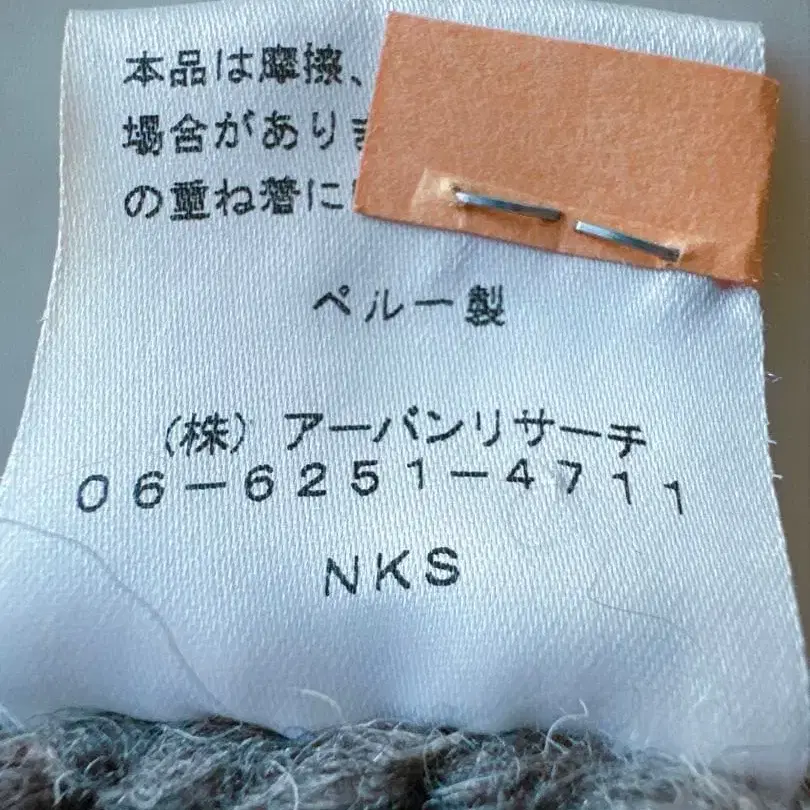 本品は摩擦、
場合があり
の重ね着に
ペルー製
(株) アーバンリサーチ
06-6251-4711
NKS